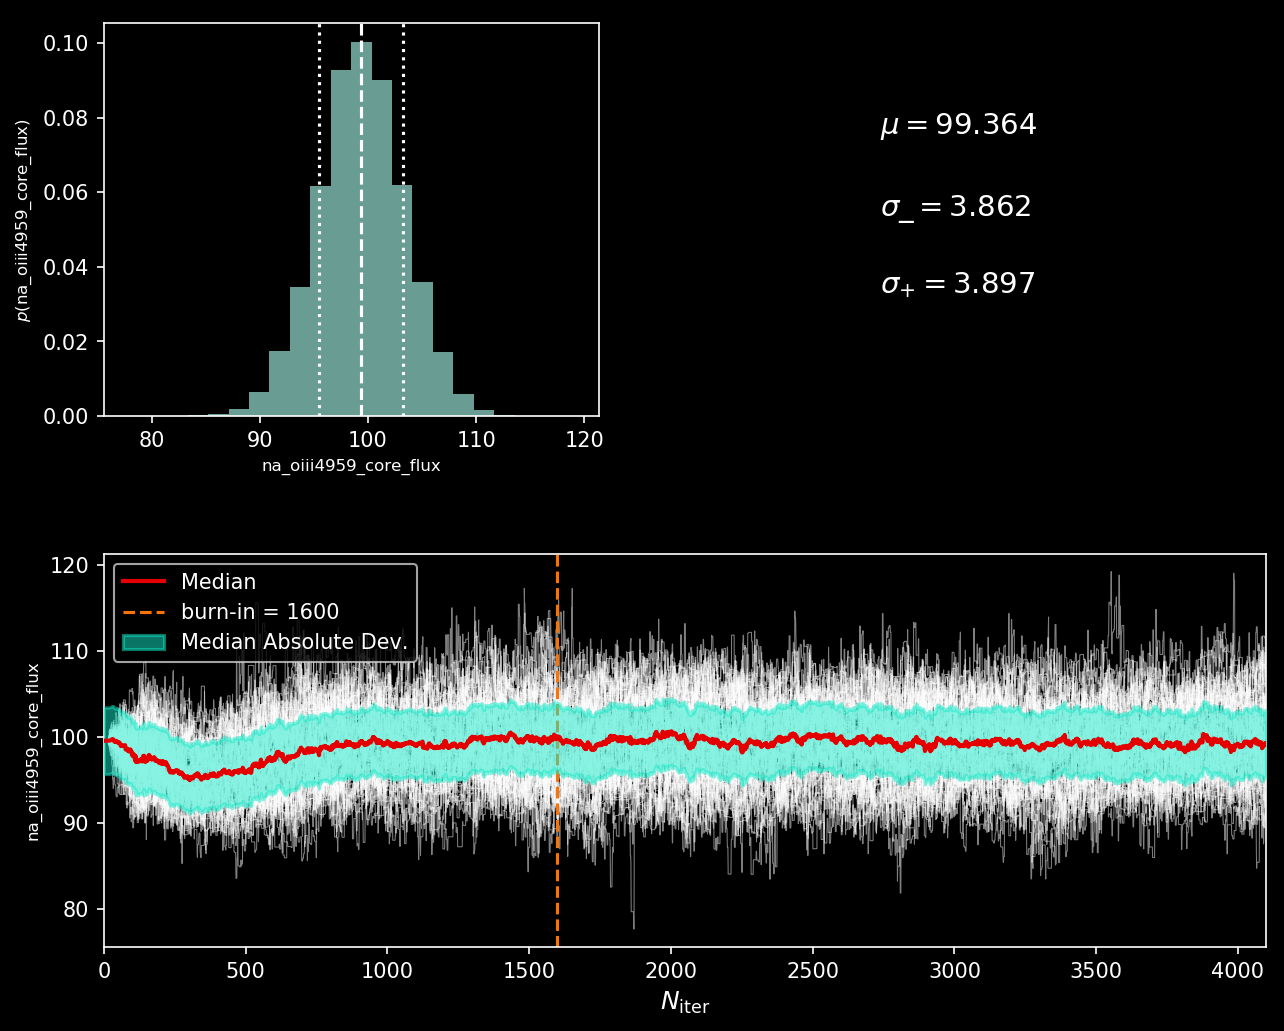 0.10
0.08
0.06
0.04
0.02
0.00
p(na_oiii4959_core_flux)
80 90 100 110 120
na_oiii4959_core_flux
μ = 99.364
σ_ = 3.862
σ+ = 3.897
120
110
100
90
80
na_oiii4959_core_flux
Median
burn-in = 1600
Median Absolute Dev.
0 500 1000 1500 2000 2500 3000 3500 4000
Niter